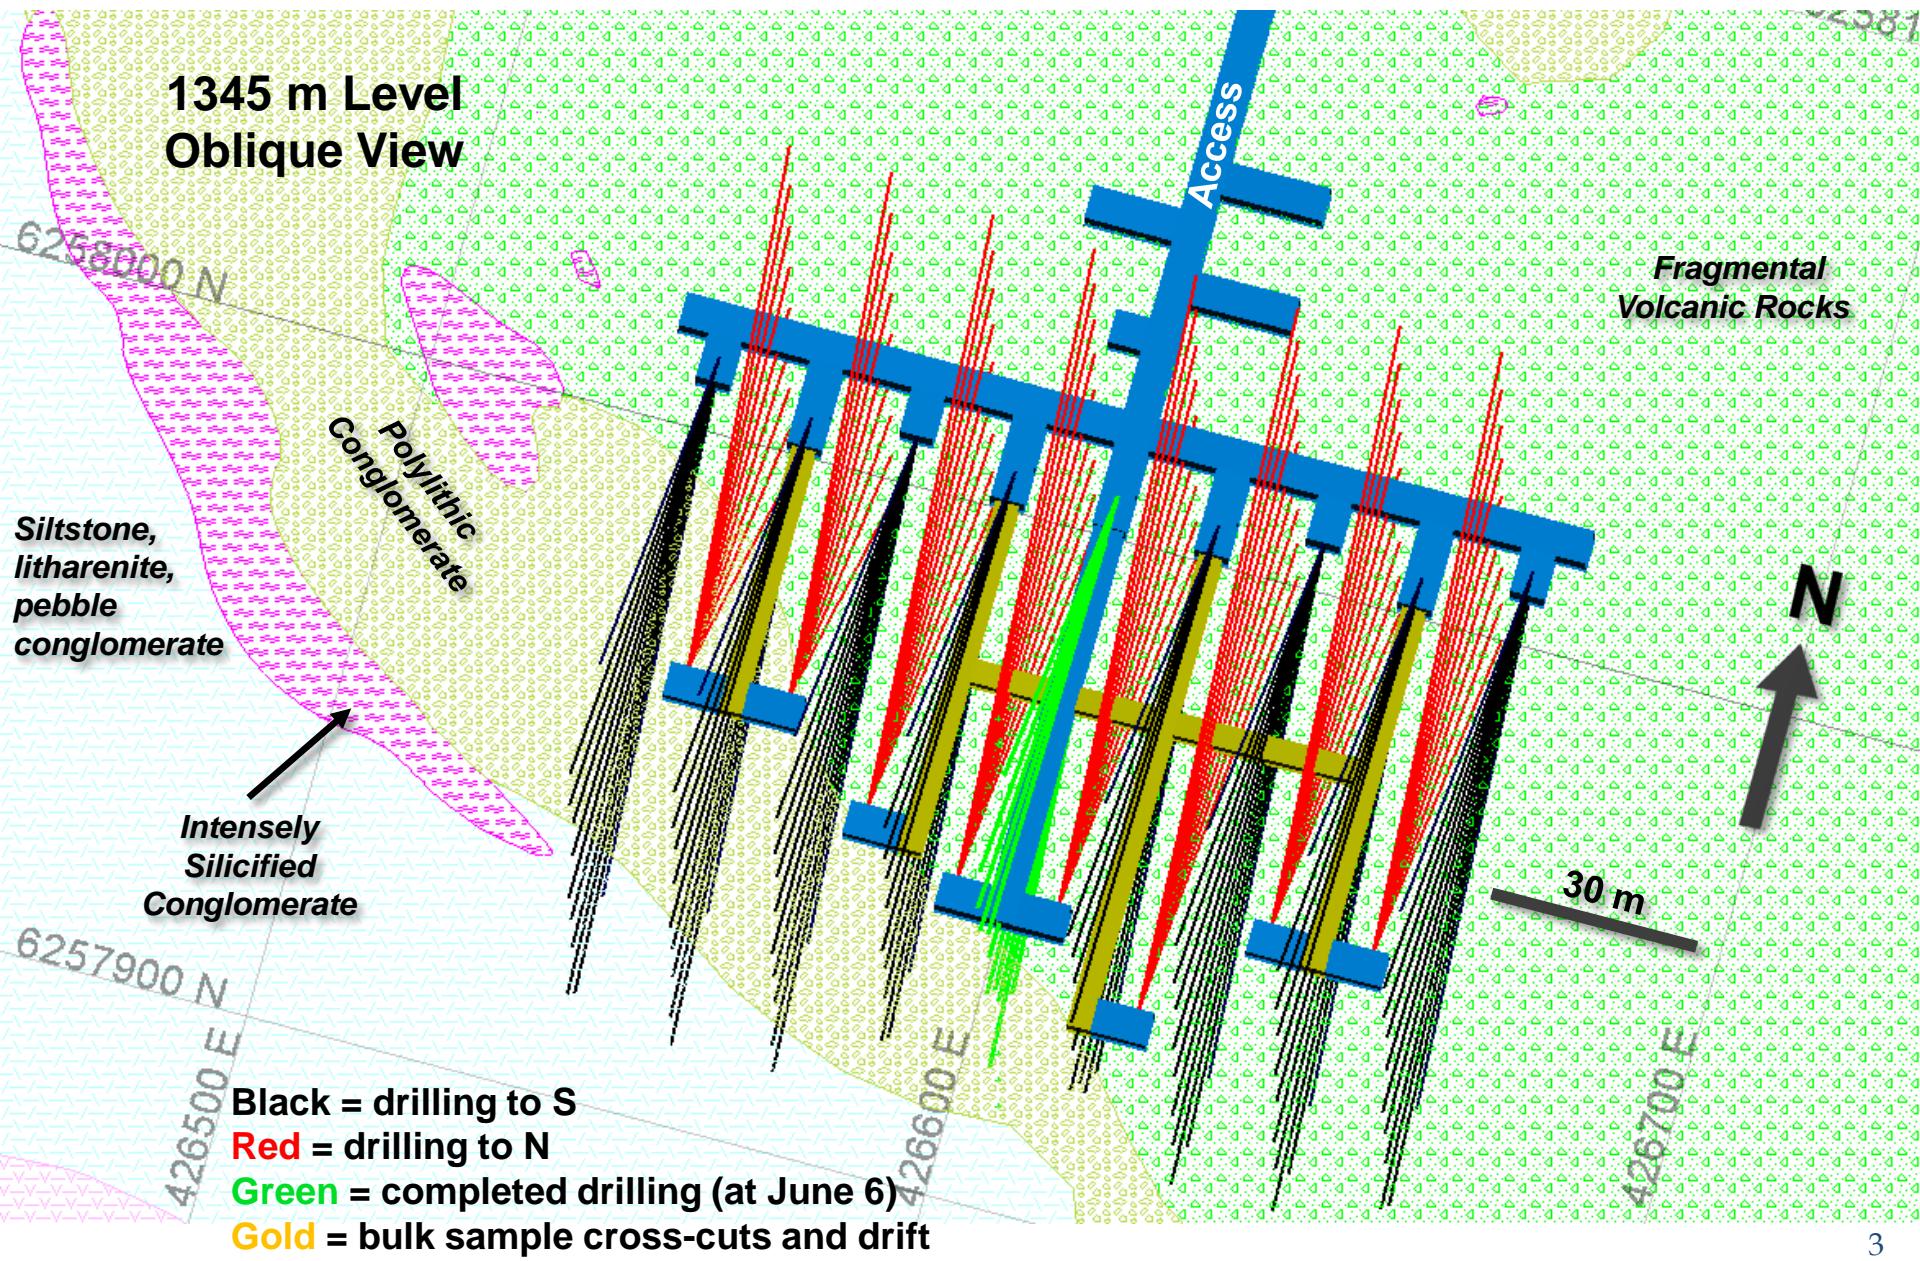 62581
1345 m Level
Oblique View
Access
6258000 N
Fragmental
Volcanic Rocks
Polylithic
Conglomerate
Siltstone,
litharenite,
pebble
conglomerate
N
Intensely
Silicified
Conglomerate
30 m
6257900 N
426500 E
426600 E
426700 E
Black = drilling to S
Red = drilling to N
Green = completed drilling (at June 6)
Gold = bulk sample cross-cuts and drift
3